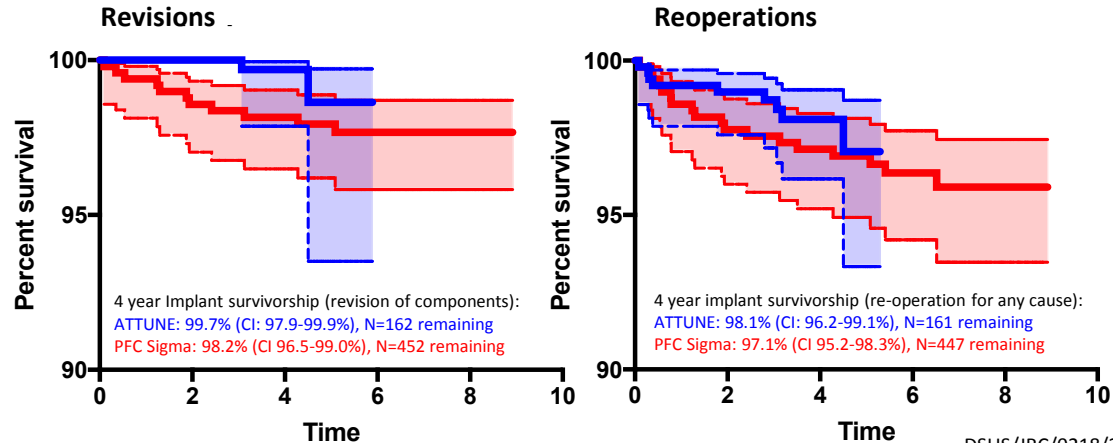 Revisions
Reoperations
100
95
90
Percent survival
4 year Implant survivorship (revision of components):
ATTUNE: 99.7% (CI: 97.9-99.9%), N=162 remaining
PFC Sigma: 98.2% (CI 96.5-99.0%), N=452 remaining
0 2 4 6 8 10
Time
100
95
90
Percent survival
4 year implant survivorship (re-operation for any cause):
ATTUNE: 98.1% (CI: 96.2-99.1%), N=161 remaining
PFC Sigma: 97.1% (CI 95.2-98.3%), N=447 remaining
0 2 4 6 8 10
Time